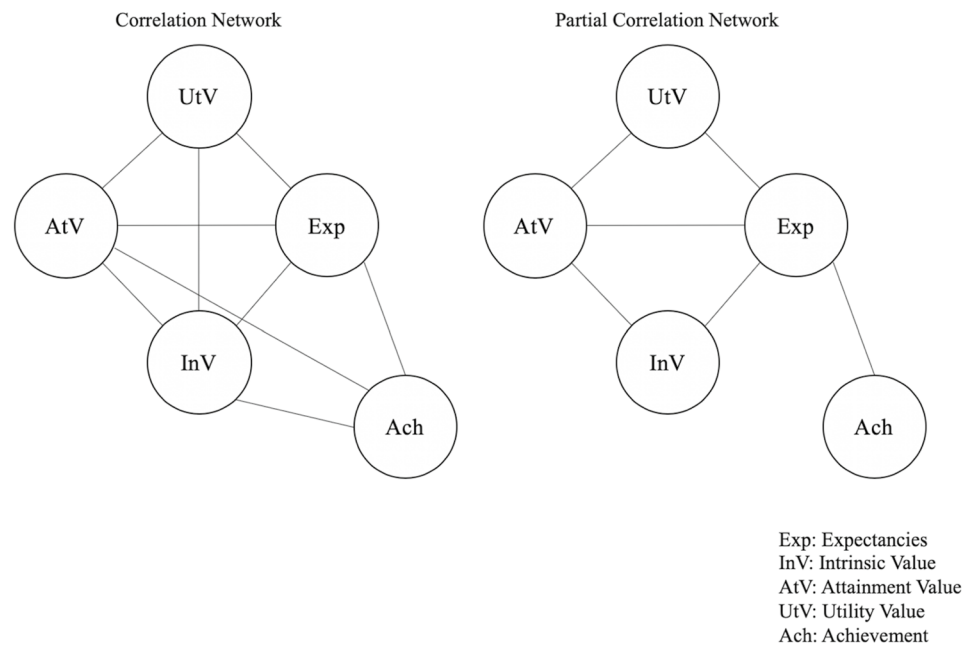 Correlation Network
UtV
AtV
Exp
InV
Ach
Partial Correlation Network
UtV
AtV
Exp
InV
Ach
Exp: Expectancies
InV: Intrinsic Value
AtV: Attainment Value
UtV: Utility Value
Ach: Achievement